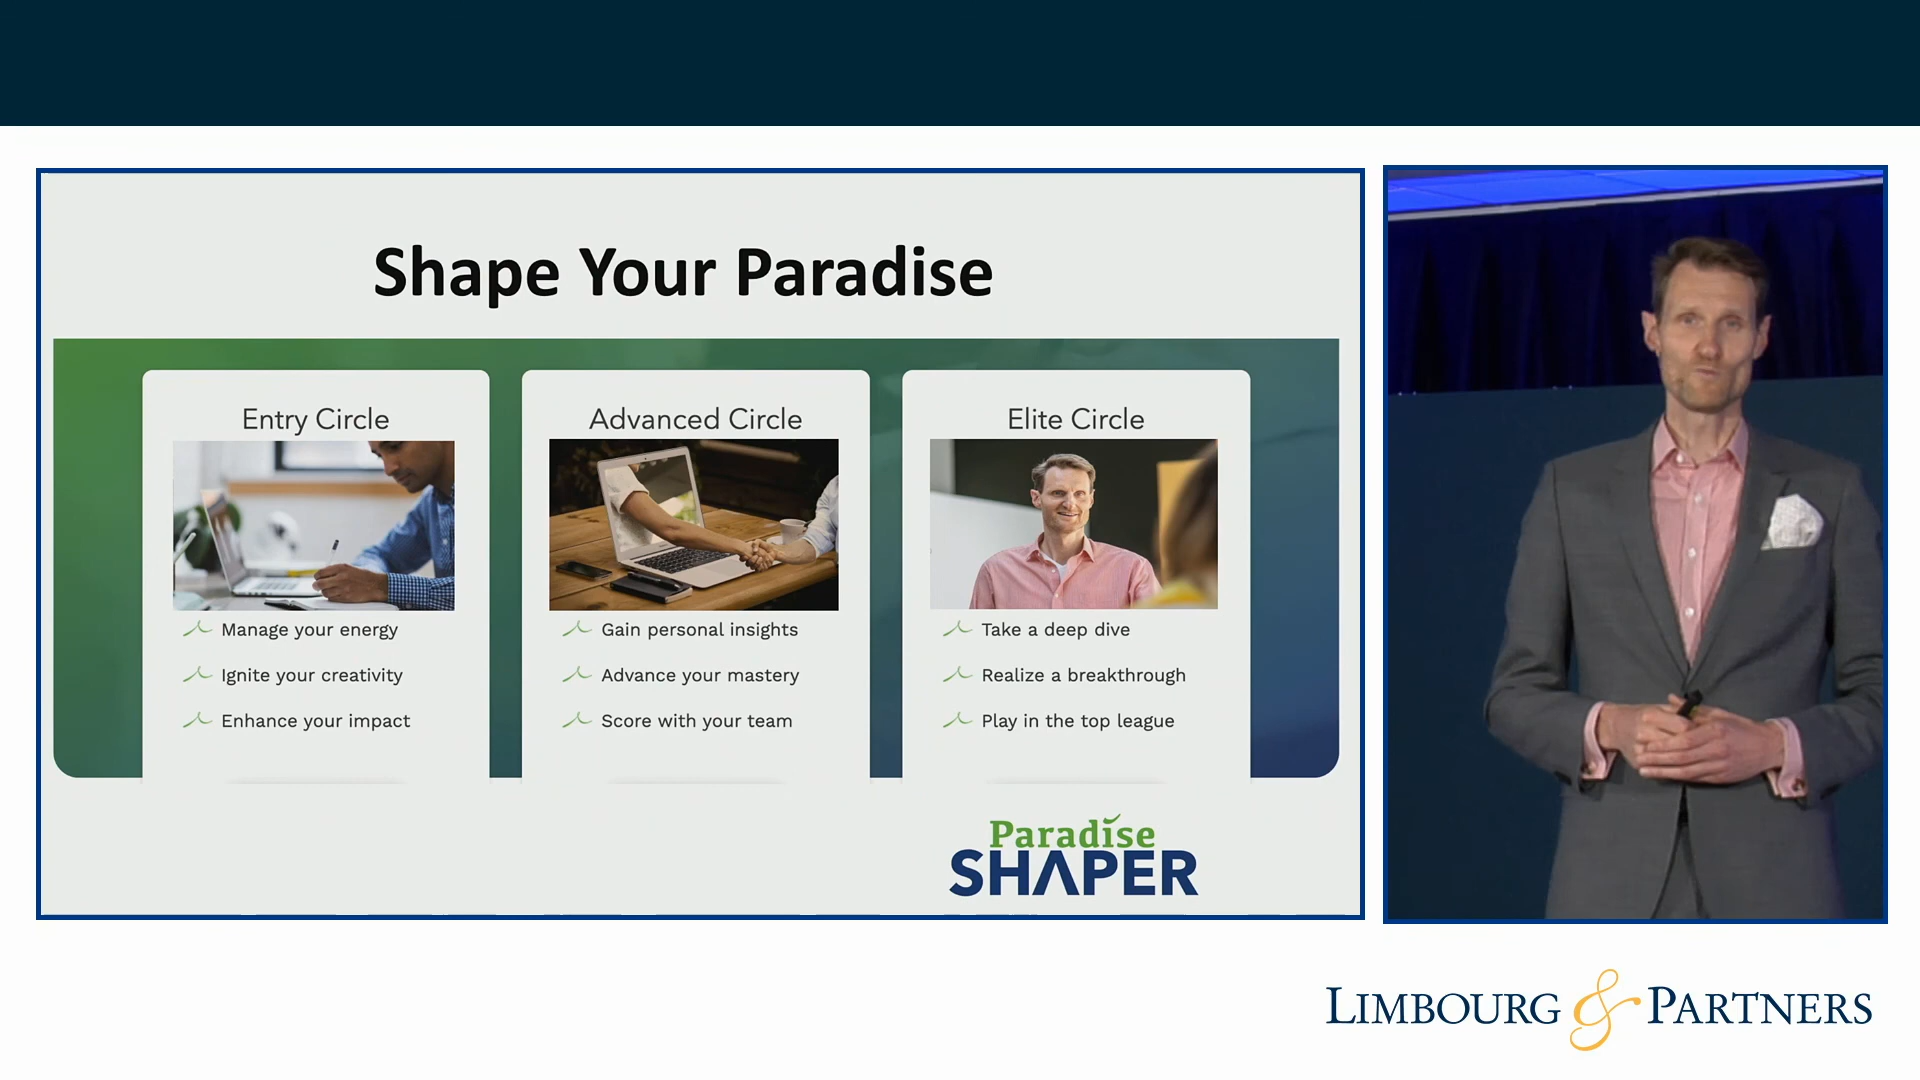 Shape Your Paradise
Entry Circle
Manage your energy
Ignite your creativity
Enhance your impact
Advanced Circle
Gain personal insights
Advance your mastery
Score with your team
Elite Circle
Take a deep dive
Realize a breakthrough
Play in the top league
Paradise
SHAPER
LIMBOURG & PARTNERS